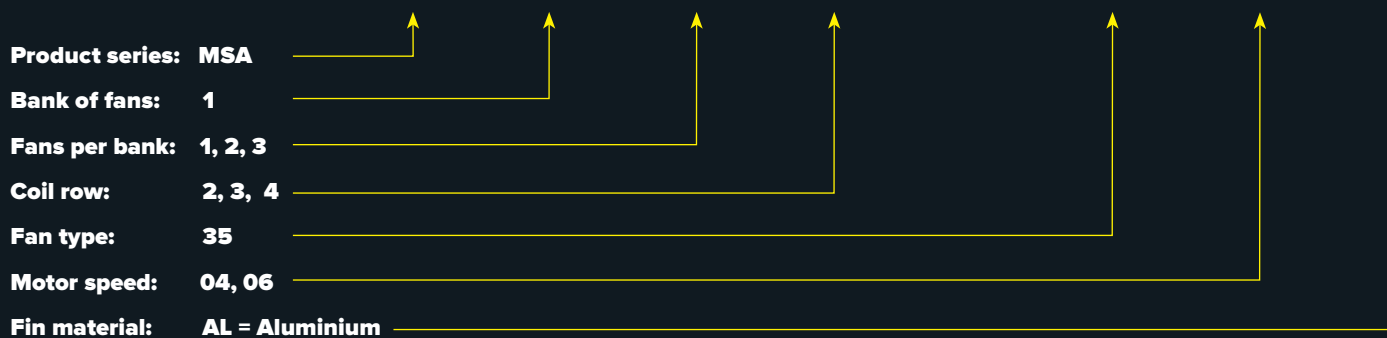 Product series: MSA
Bank of fans: 1
Fans per bank: 1, 2, 3
Coil row: 2, 3, 4
Fan type: 35
Motor speed: 04, 06
Fin material: AL = Aluminium